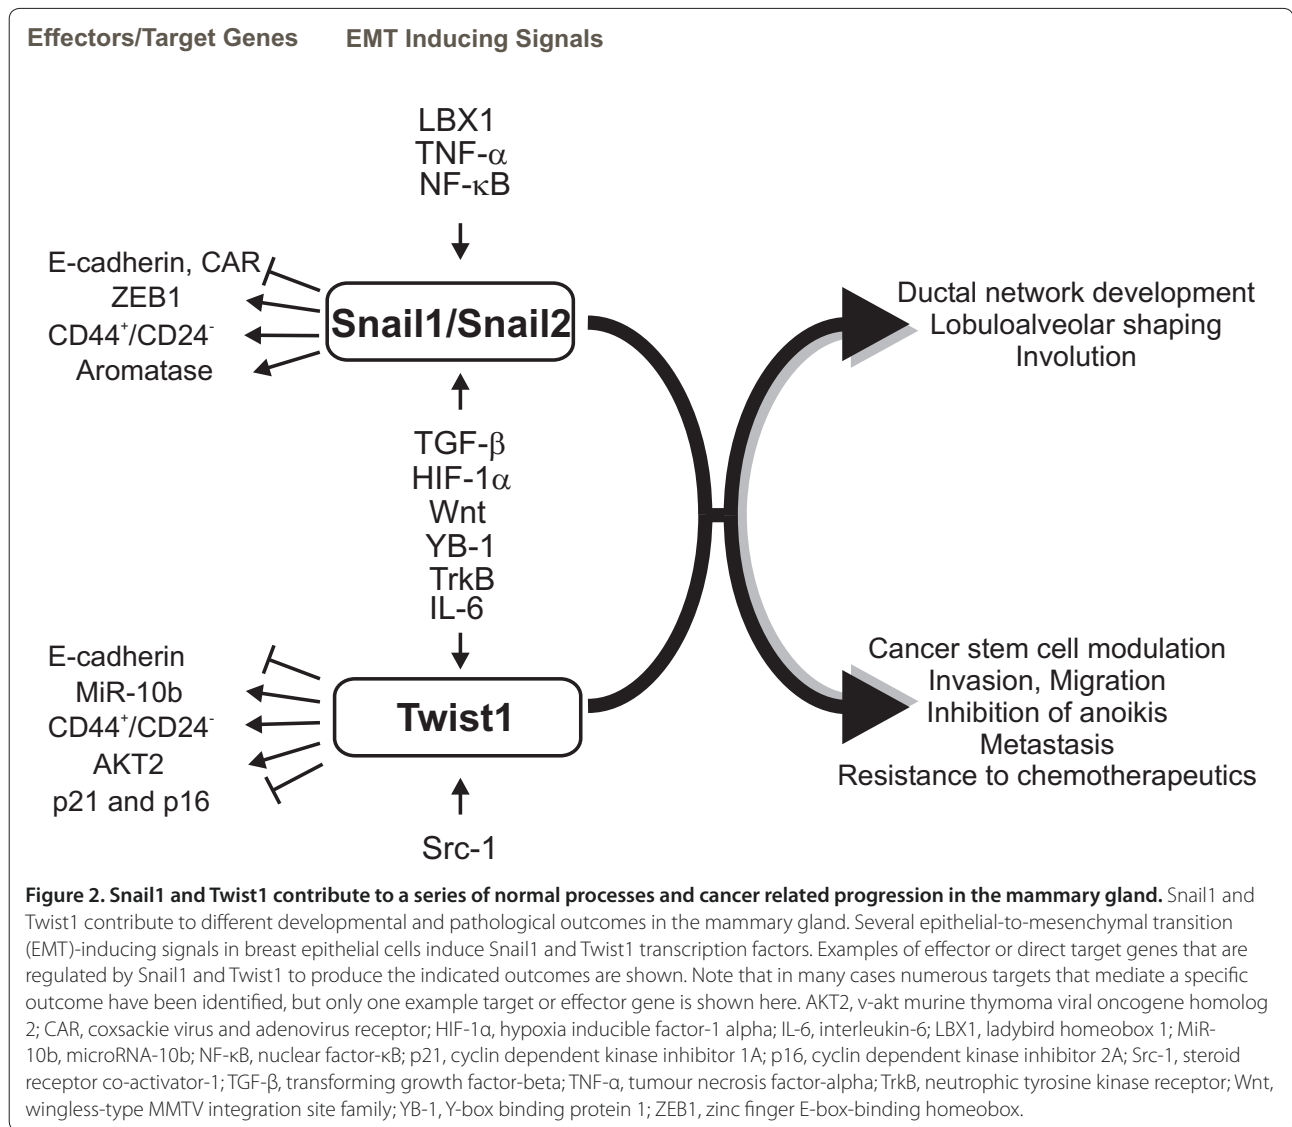 Effectors/Target Genes EMT Inducing Signals
LBX1
TNF-α
NF-κB
E-cadherin, CAR
ZEB1
CD44⁺/CD24⁻
Aromatase
Snail1/Snail2
Ductal network development
Lobuloalveolar shaping
Involution
TGF-β
HIF-1α
Wnt
YB-1
TrkB
IL-6
E-cadherin
MiR-10b
CD44⁺/CD24⁻
AKT2
p21 and p16
Twist1
Cancer stem cell modulation
Invasion, Migration
Inhibition of anoikis
Metastasis
Resistance to chemotherapeutics
Src-1
Figure 2. Snail1 and Twist1 contribute to a series of normal processes and cancer related progression in the mammary gland. Snail1 and
Twist1 contribute to different developmental and pathological outcomes in the mammary gland. Several epithelial-to-mesenchymal transition
(EMT)-inducing signals in breast epithelial cells induce Snail1 and Twist1 transcription factors. Examples of effector or direct target genes that are
regulated by Snail1 and Twist1 to produce the indicated outcomes are shown. Note that in many cases numerous targets that mediate a specific
outcome have been identified, but only one example target or effector gene is shown here. AKT2, v-akt murine thymoma viral oncogene homolog
2; CAR, coxsackie virus and adenovirus receptor; HIF-1α, hypoxia inducible factor-1 alpha; IL-6, interleukin-6; LBX1, ladybird homeobox 1; MiR-
10b, microRNA-10b; NF-κB, nuclear factor-κB; p21, cyclin dependent kinase inhibitor 1A; p16, cyclin dependent kinase inhibitor 2A; Src-1, steroid
receptor co-activator-1; TGF-β, transforming growth factor-beta; TNF-α, tumour necrosis factor-alpha; TrkB, neutrophic tyrosine kinase receptor; Wnt,
wingless-type MMTV integration site family; YB-1, Y-box binding protein 1; ZEB1, zinc finger E-box-binding homeobox.